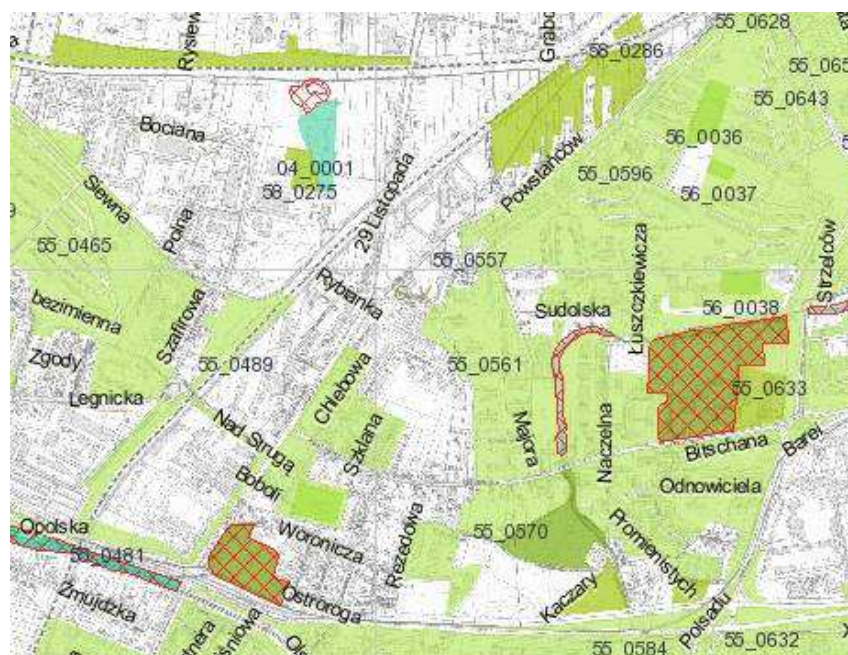 55_0628
Rysiew
Grabo
58_0286
55_065
55_0643
Bociana
56_0036
04_0001
58_0275
55_0596
56_0037
Powstańców
Siewna
29 Listopada
Polna
55_0465
55_0557
Strzelców
Rybianka
Łuszczkiewicza
bezimienna
Sudolska
56_0038
Szafirowa
Zgody
55_0489
55_0561
55_0633
Legnicka
Chlebowa
Nad Strugą
Szklana
Majora
Naczelna
Bitschana
Barei
Boboli
Odnowiciela
Opolska
Woronicza
Rezedowa
55_0570
Promienistych
55_0481
Żmujdzka
Ostroroga
Kaczary
Polsadu
55_0584
55_0632